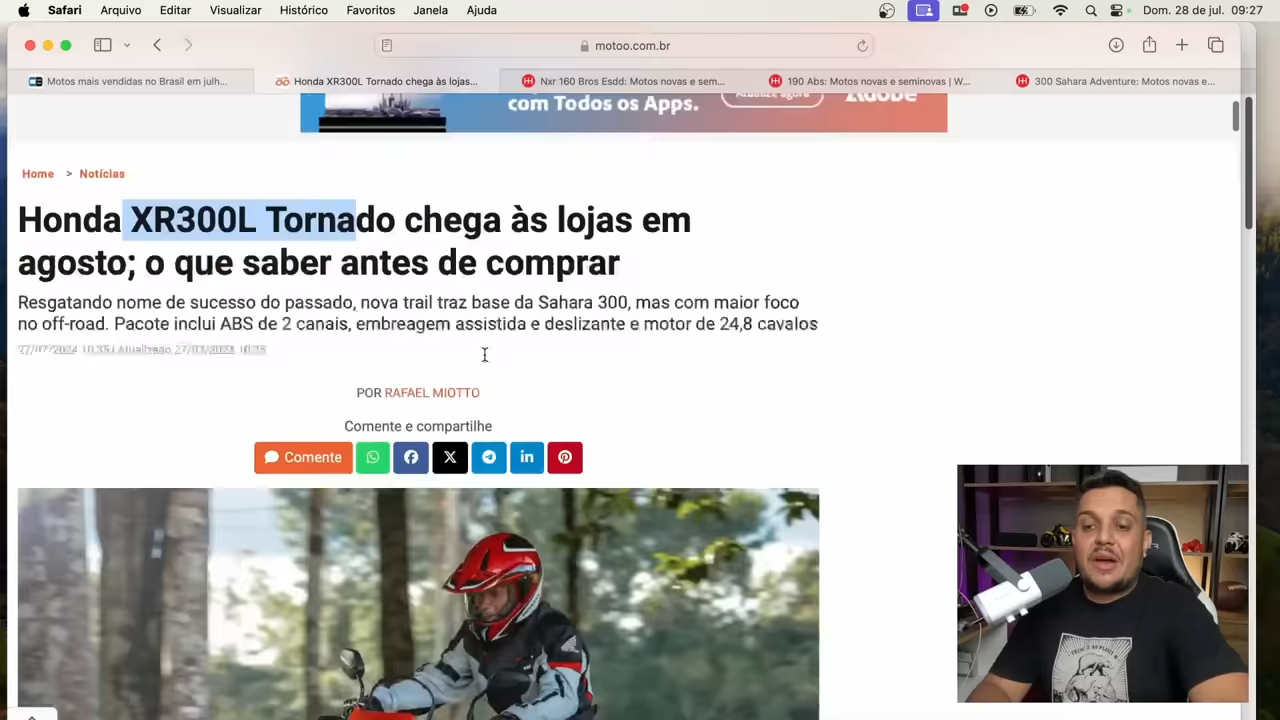 Safari Arquivo Editar Visualizar Histórico Favoritos Janela Ajuda Dom. 28 de jul. 09:27
motoo.com.br
Motos mais vendidas no Brasil em julh... Honda XR300L Tornado chega às lojas... Nxr 160 Bros Esdd: Motos novas e sem... 190 Abs: Motos novas e seminovas | W... 300 Sahara Adventure: Motos novas e...
com Todos os Apps.
Adobe
Home > Notícias
Honda XR300L Tornado chega às lojas em
agosto; o que saber antes de comprar
Resgatando nome de sucesso do passado, nova trail traz base da Sahara 300, mas com maior foco
no off-road. Pacote inclui ABS de 2 canais, embreagem assistida e deslizante e motor de 24,8 cavalos
POR RAFAEL MIOTTO
Comente e compartilhe
Comente